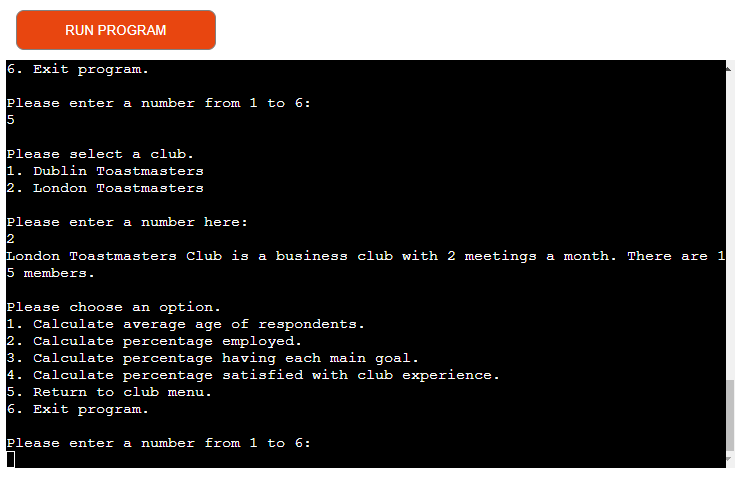 RUN PROGRAM
6. Exit program.
Please enter a number from 1 to 6:
5
Please select a club.
1. Dublin Toastmasters
2. London Toastmasters
Please enter a number here:
2
London Toastmasters Club is a business club with 2 meetings a month. There are 1
5 members.
Please choose an option.
1. Calculate average age of respondents.
2. Calculate percentage employed.
3. Calculate percentage having each main goal.
4. Calculate percentage satisfied with club experience.
5. Return to club menu.
6. Exit program.
Please enter a number from 1 to 6: